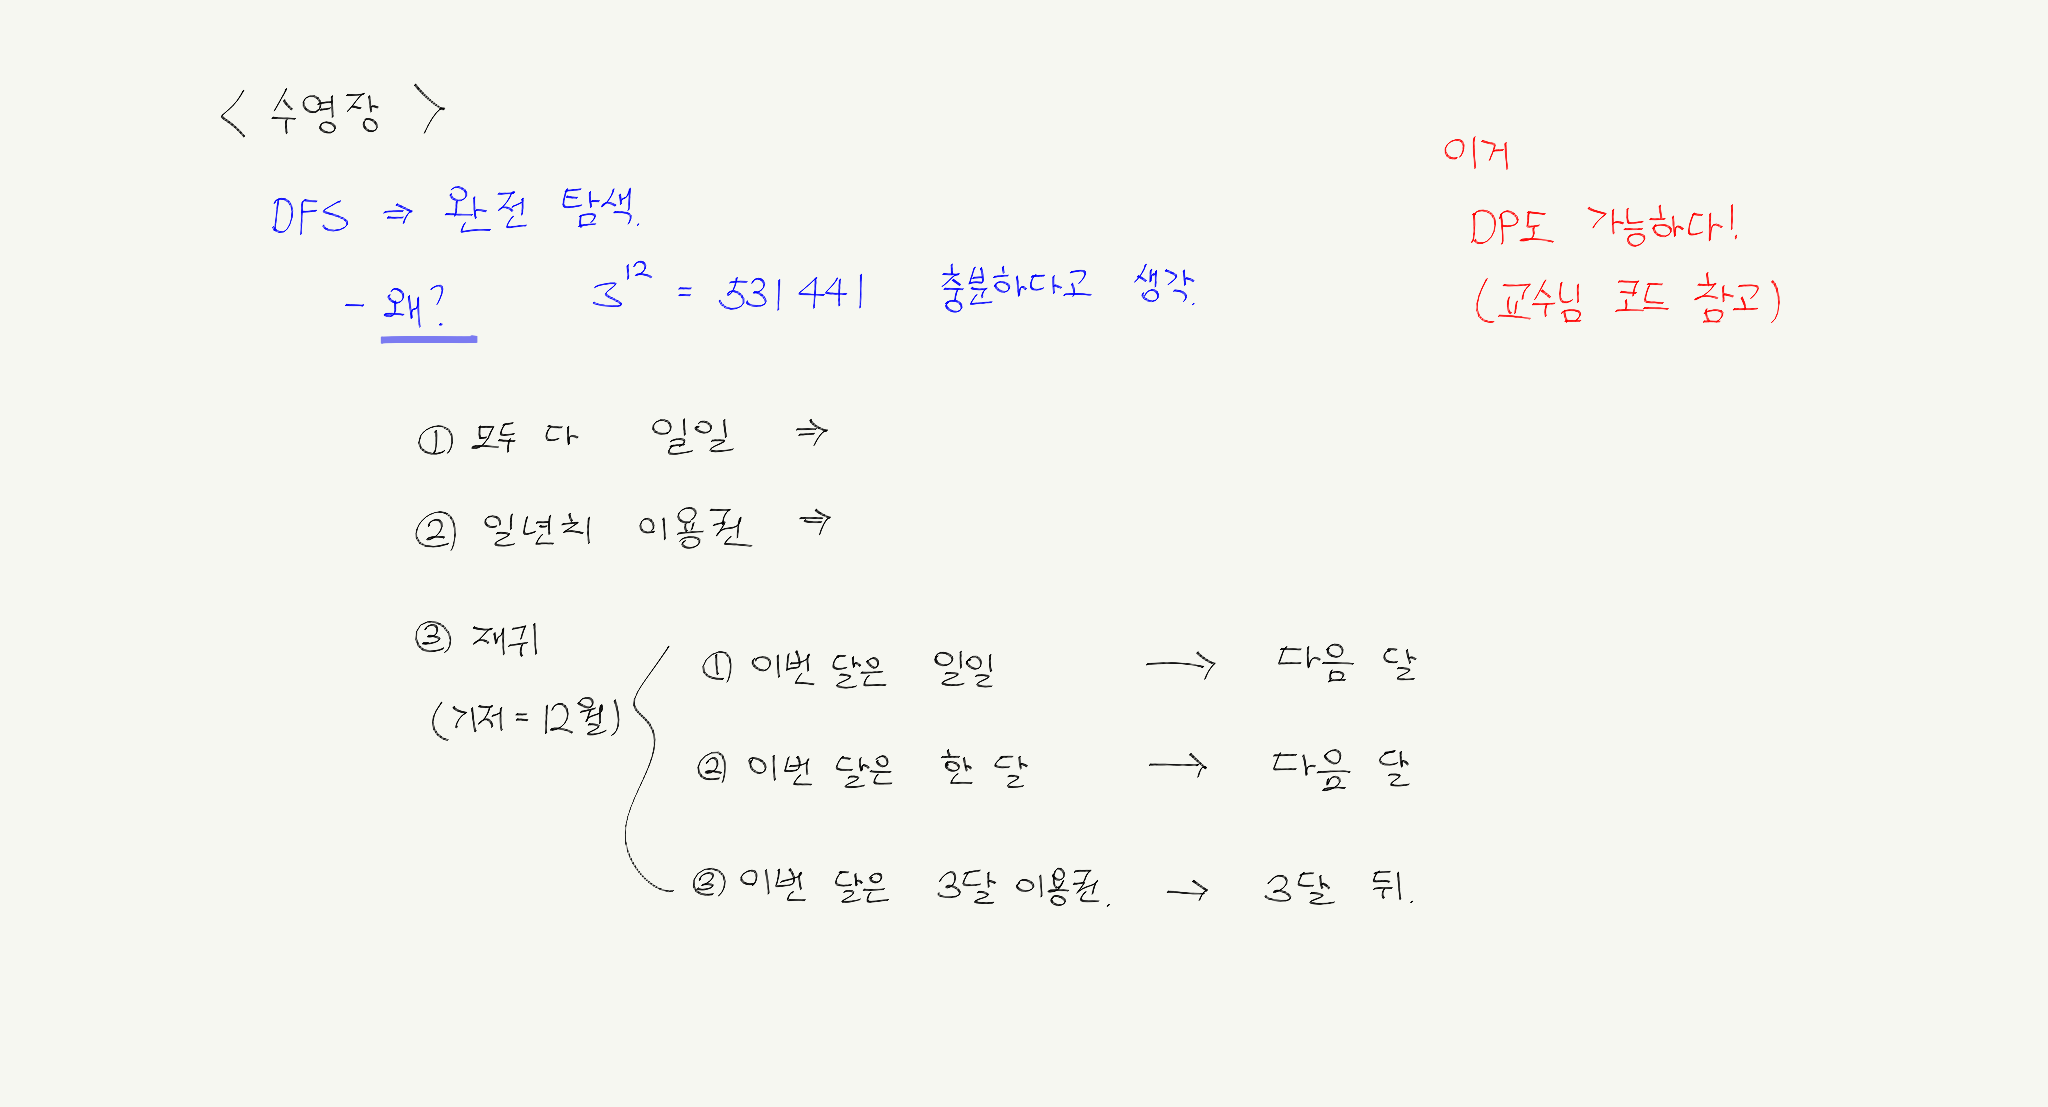 < 수영장 >
DFS ⇒ 완전 탐색.
- 왜? 3^12 = 531441 충분하다고 생각.
이거
DP도 가능하다!
(교수님 코드 참고)
① 모두 다 일일 ⇒
② 일년치 이용권 ⇒
③ 재귀
(기저 = 12월)
① 이번 달은 일일 → 다음 달
② 이번 달은 한 달 → 다음 달
③ 이번 달은 3달 이용권. → 3달 뒤.